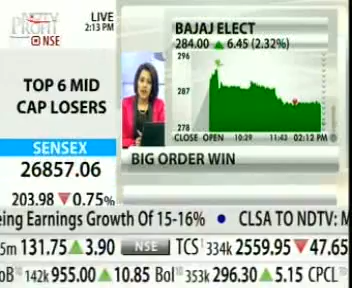 NDTV
PROFIT
NSE
LIVE
2:13 PM
BAJAJ ELECT
284.00 ▲ 6.45 (2.32%)
296
287
278
CLOSE OPEN 10:29 11:43 02:12 PM
TOP 6 MID
CAP LOSERS
SENSEX
26857.06
203.98 ▼ 0.75%
BIG ORDER WIN
eing Earnings Growth Of 15-16% • CLSA TO NDTV: M
5m 131.75 ▲ 3.90 NSE TCS 334k 2559.95 ▼ 47.65
oB 142k 955.00 ▲ 10.85 BoI 353k 296.30 ▲ 5.15 CPCL